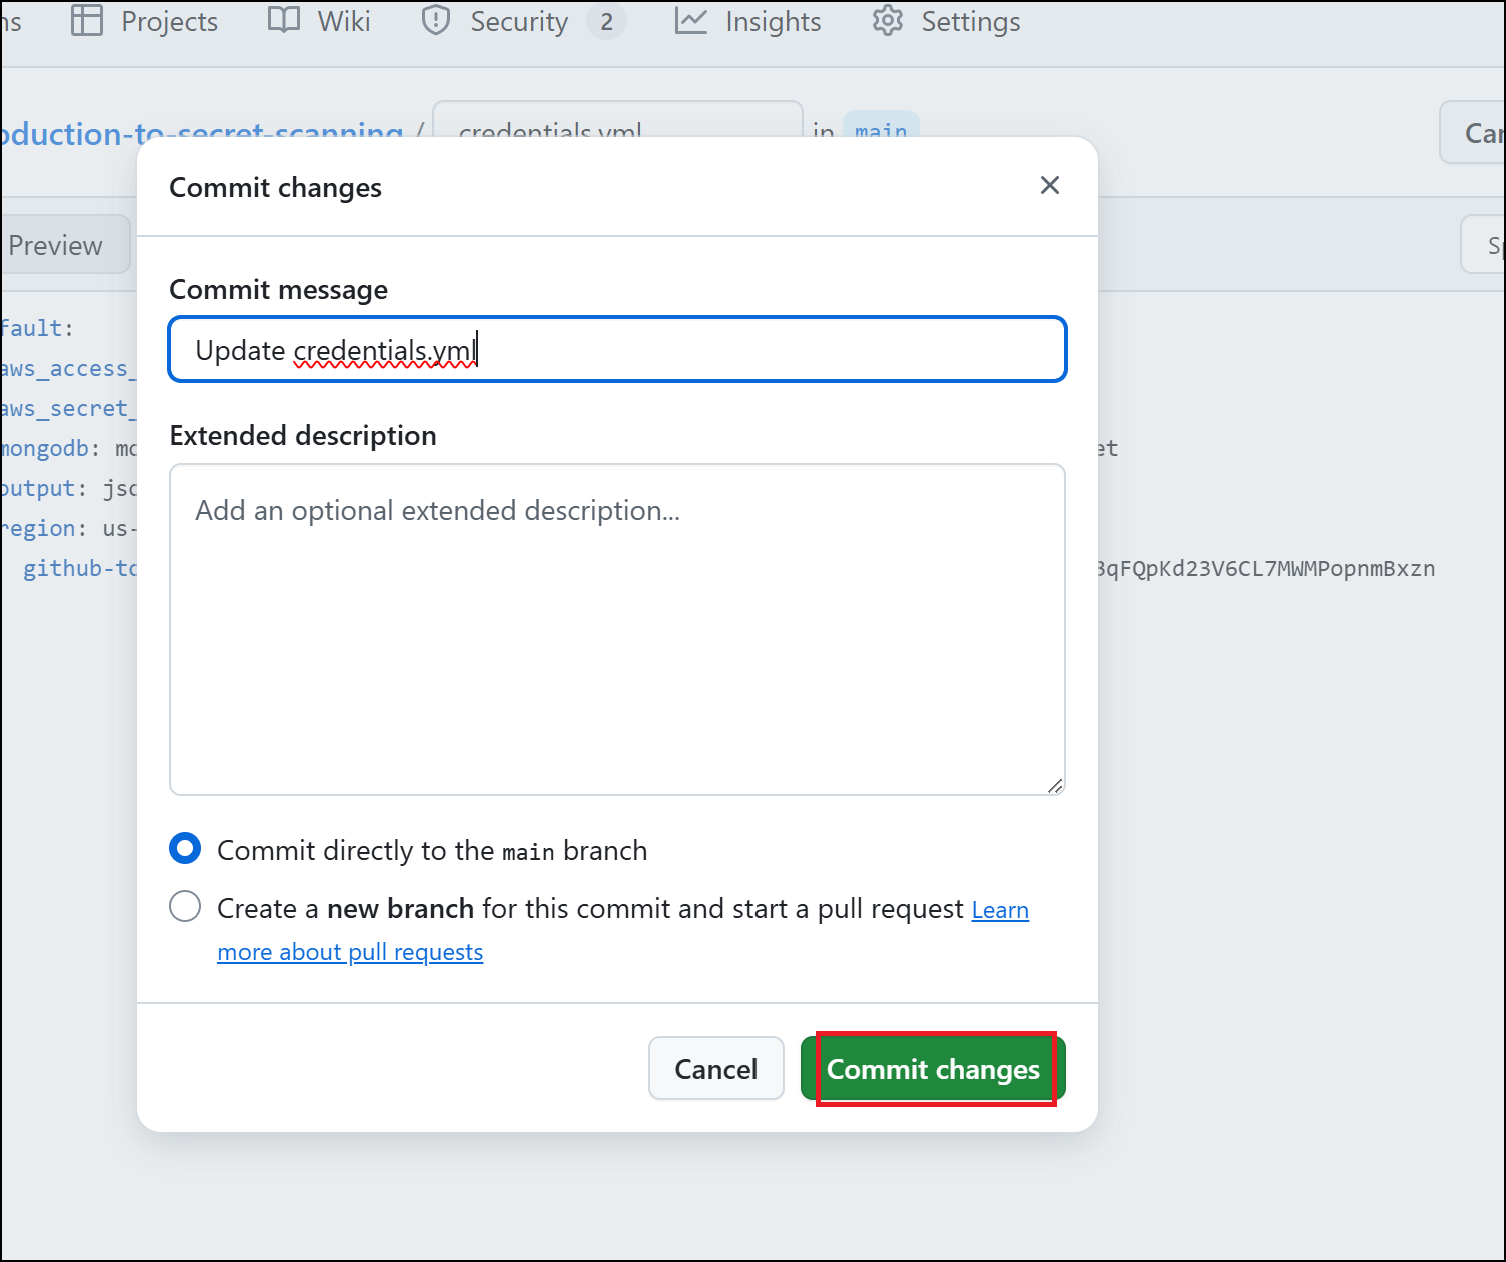 ns Projects Wiki Security 2 Insights Settings
oduction-to-secret-scanning / credentials.yml in main Can
Commit changes
Preview Sp
Commit message
fault:
Update credentials.yml
aws_access_
aws_secret_
Extended description
mongodb: mo et
output: jso
Add an optional extended description...
region: us-
github-to 3qFQpKd23V6CL7MWMPopnmBxzn
Commit directly to the main branch
Create a new branch for this commit and start a pull request Learn
more about pull requests
Cancel Commit changes